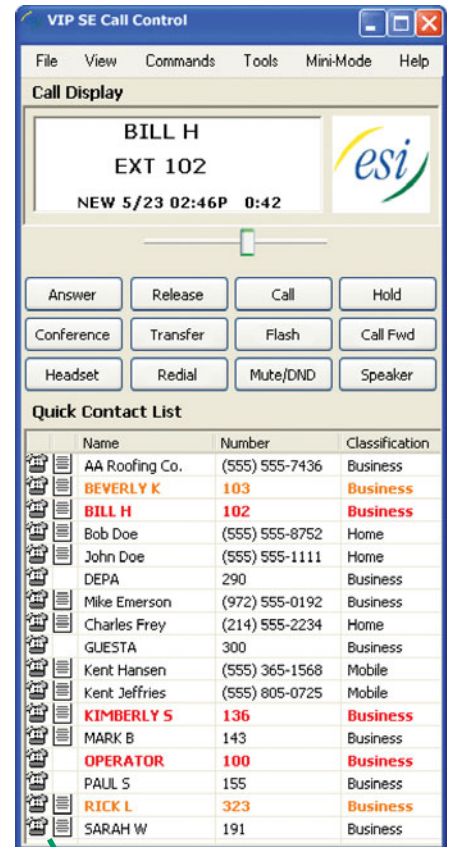 VIP SE Call Control
File View Commands Tools Mini-Mode Help
Call Display
BILL H
EXT 102
NEW 5/23 02:46P 0:42
esi
Answer Release Call Hold
Conference Transfer Flash Call Fwd
Headset Redial Mute/DND Speaker
Quick Contact List
Name Number Classification
AA Roofing Co. (555) 555-7436 Business
BEVERLY K 103 Business
BILL H 102 Business
Bob Doe (555) 555-8752 Home
John Doe (555) 555-1111 Home
DEPA 290 Business
Mike Emerson (972) 555-0192 Business
Charles Frey (214) 555-2234 Home
GUESTA 300 Business
Kent Hansen (555) 365-1568 Mobile
Kent Jeffries (555) 805-0725 Mobile
KIMBERLY S 136 Business
MARK B 143 Business
OPERATOR 100 Business
PAUL S 155 Business
RICK L 323 Business
SARAH W 191 Business